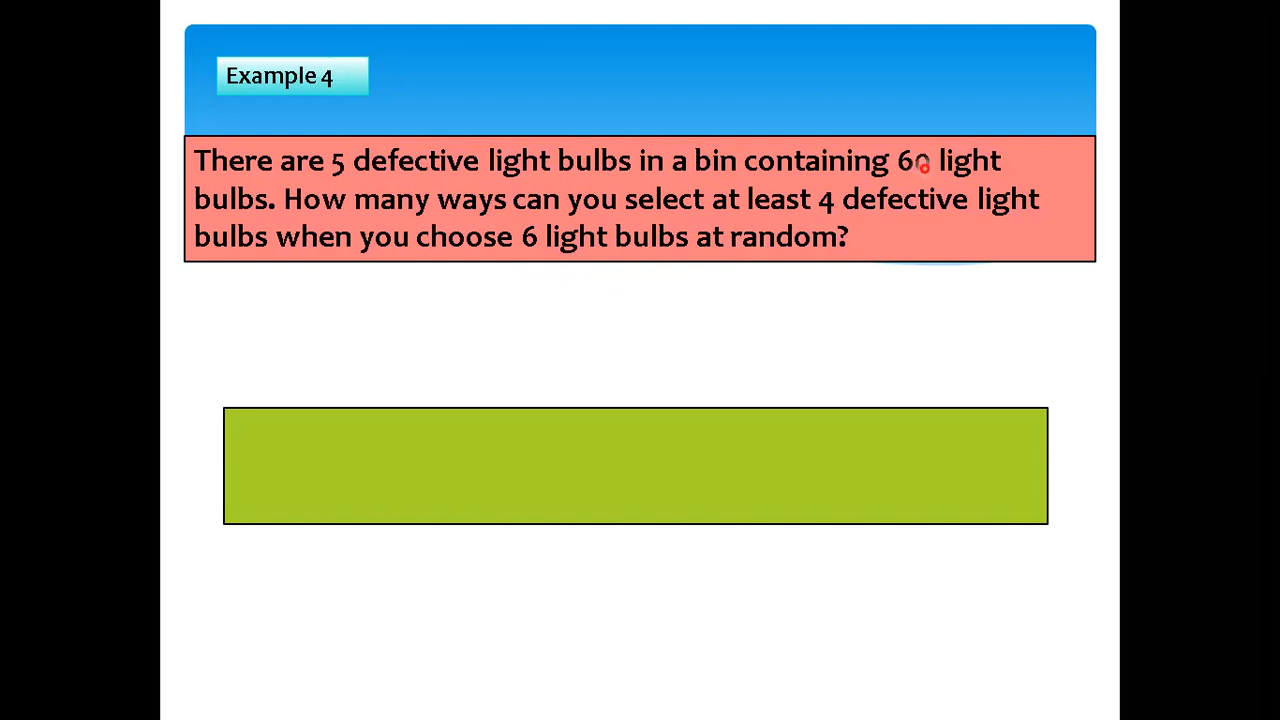 Example 4
There are 5 defective light bulbs in a bin containing 60 light
bulbs. How many ways can you select at least 4 defective light
bulbs when you choose 6 light bulbs at random?